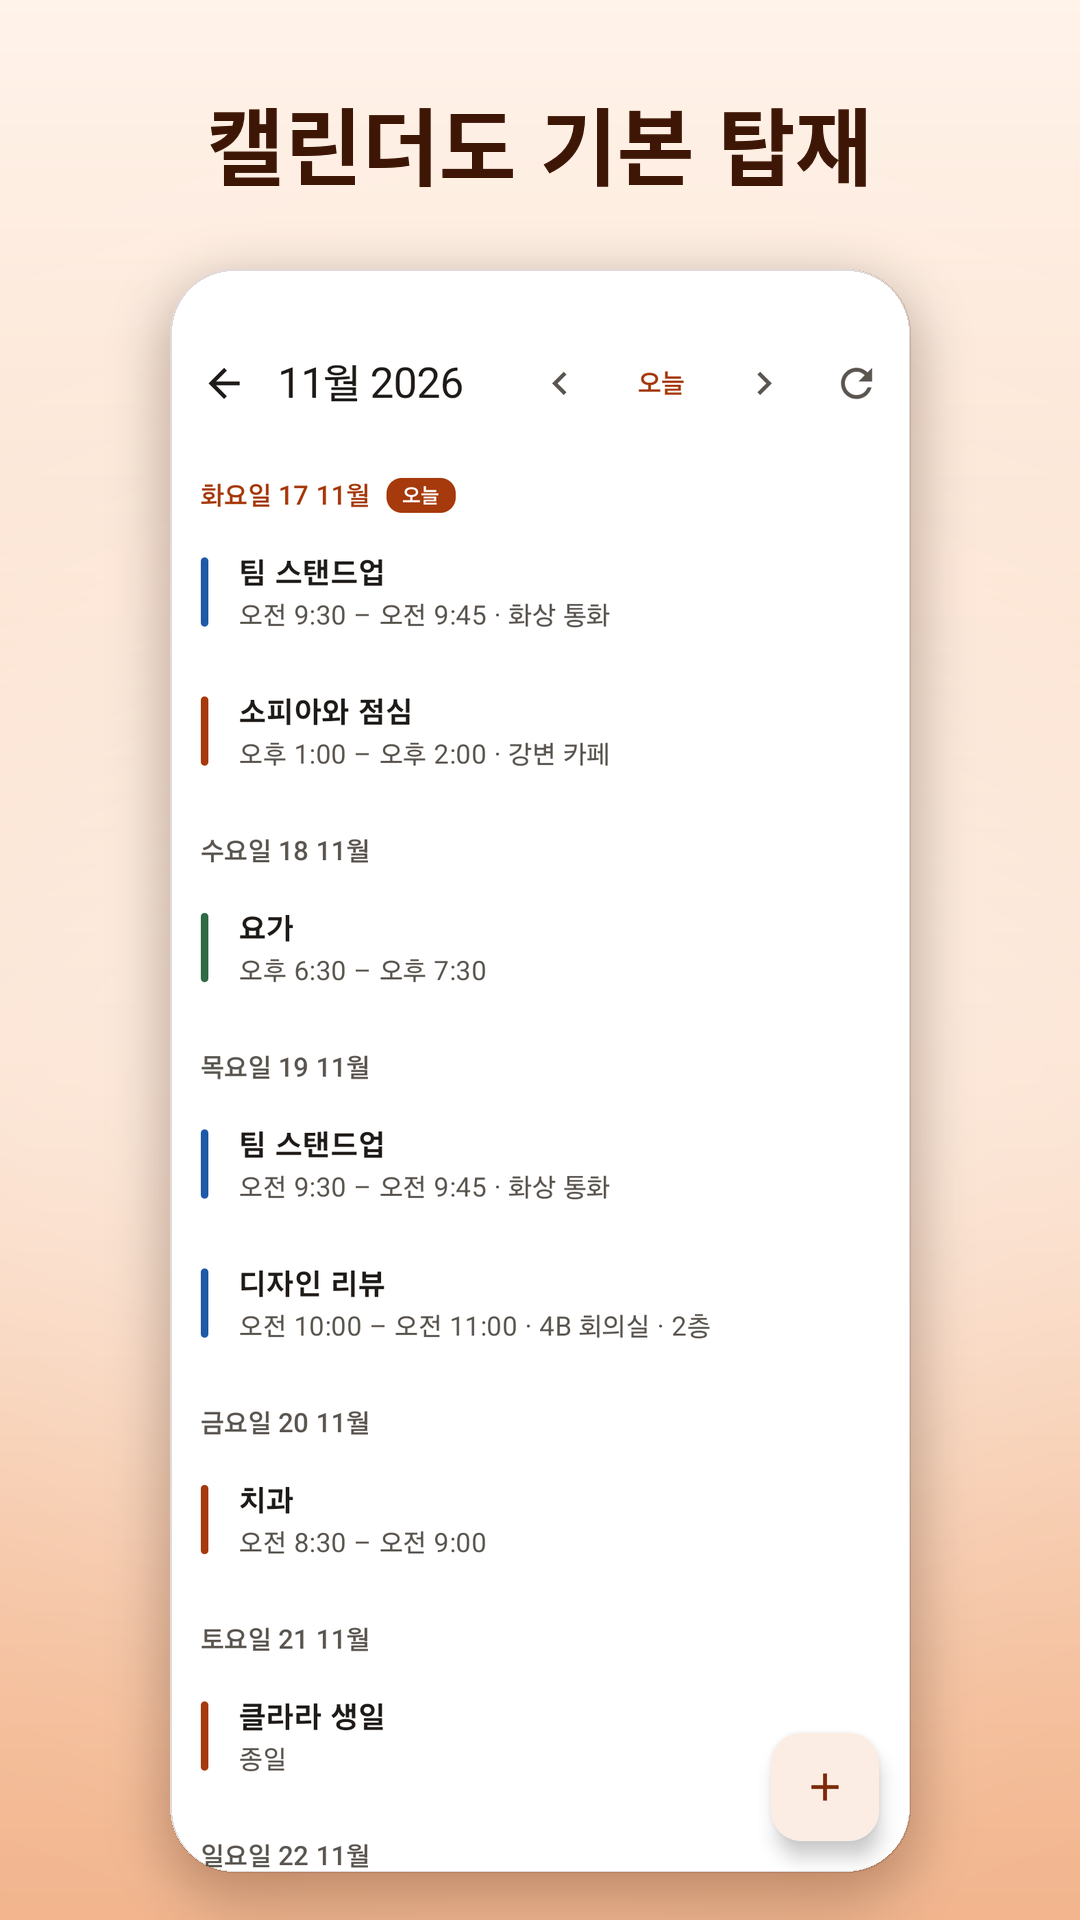 캘린더도 기본 탑재
11월 2026
오늘
화요일 17 11월
오늘
팀 스탠드업
오전 9:30 – 오전 9:45 · 화상 통화
소피아와 점심
오후 1:00 – 오후 2:00 · 강변 카페
수요일 18 11월
요가
오후 6:30 – 오후 7:30
목요일 19 11월
팀 스탠드업
오전 9:30 – 오전 9:45 · 화상 통화
디자인 리뷰
오전 10:00 – 오전 11:00 · 4B 회의실 · 2층
금요일 20 11월
치과
오전 8:30 – 오전 9:00
토요일 21 11월
클라라 생일
종일
일요일 22 11월